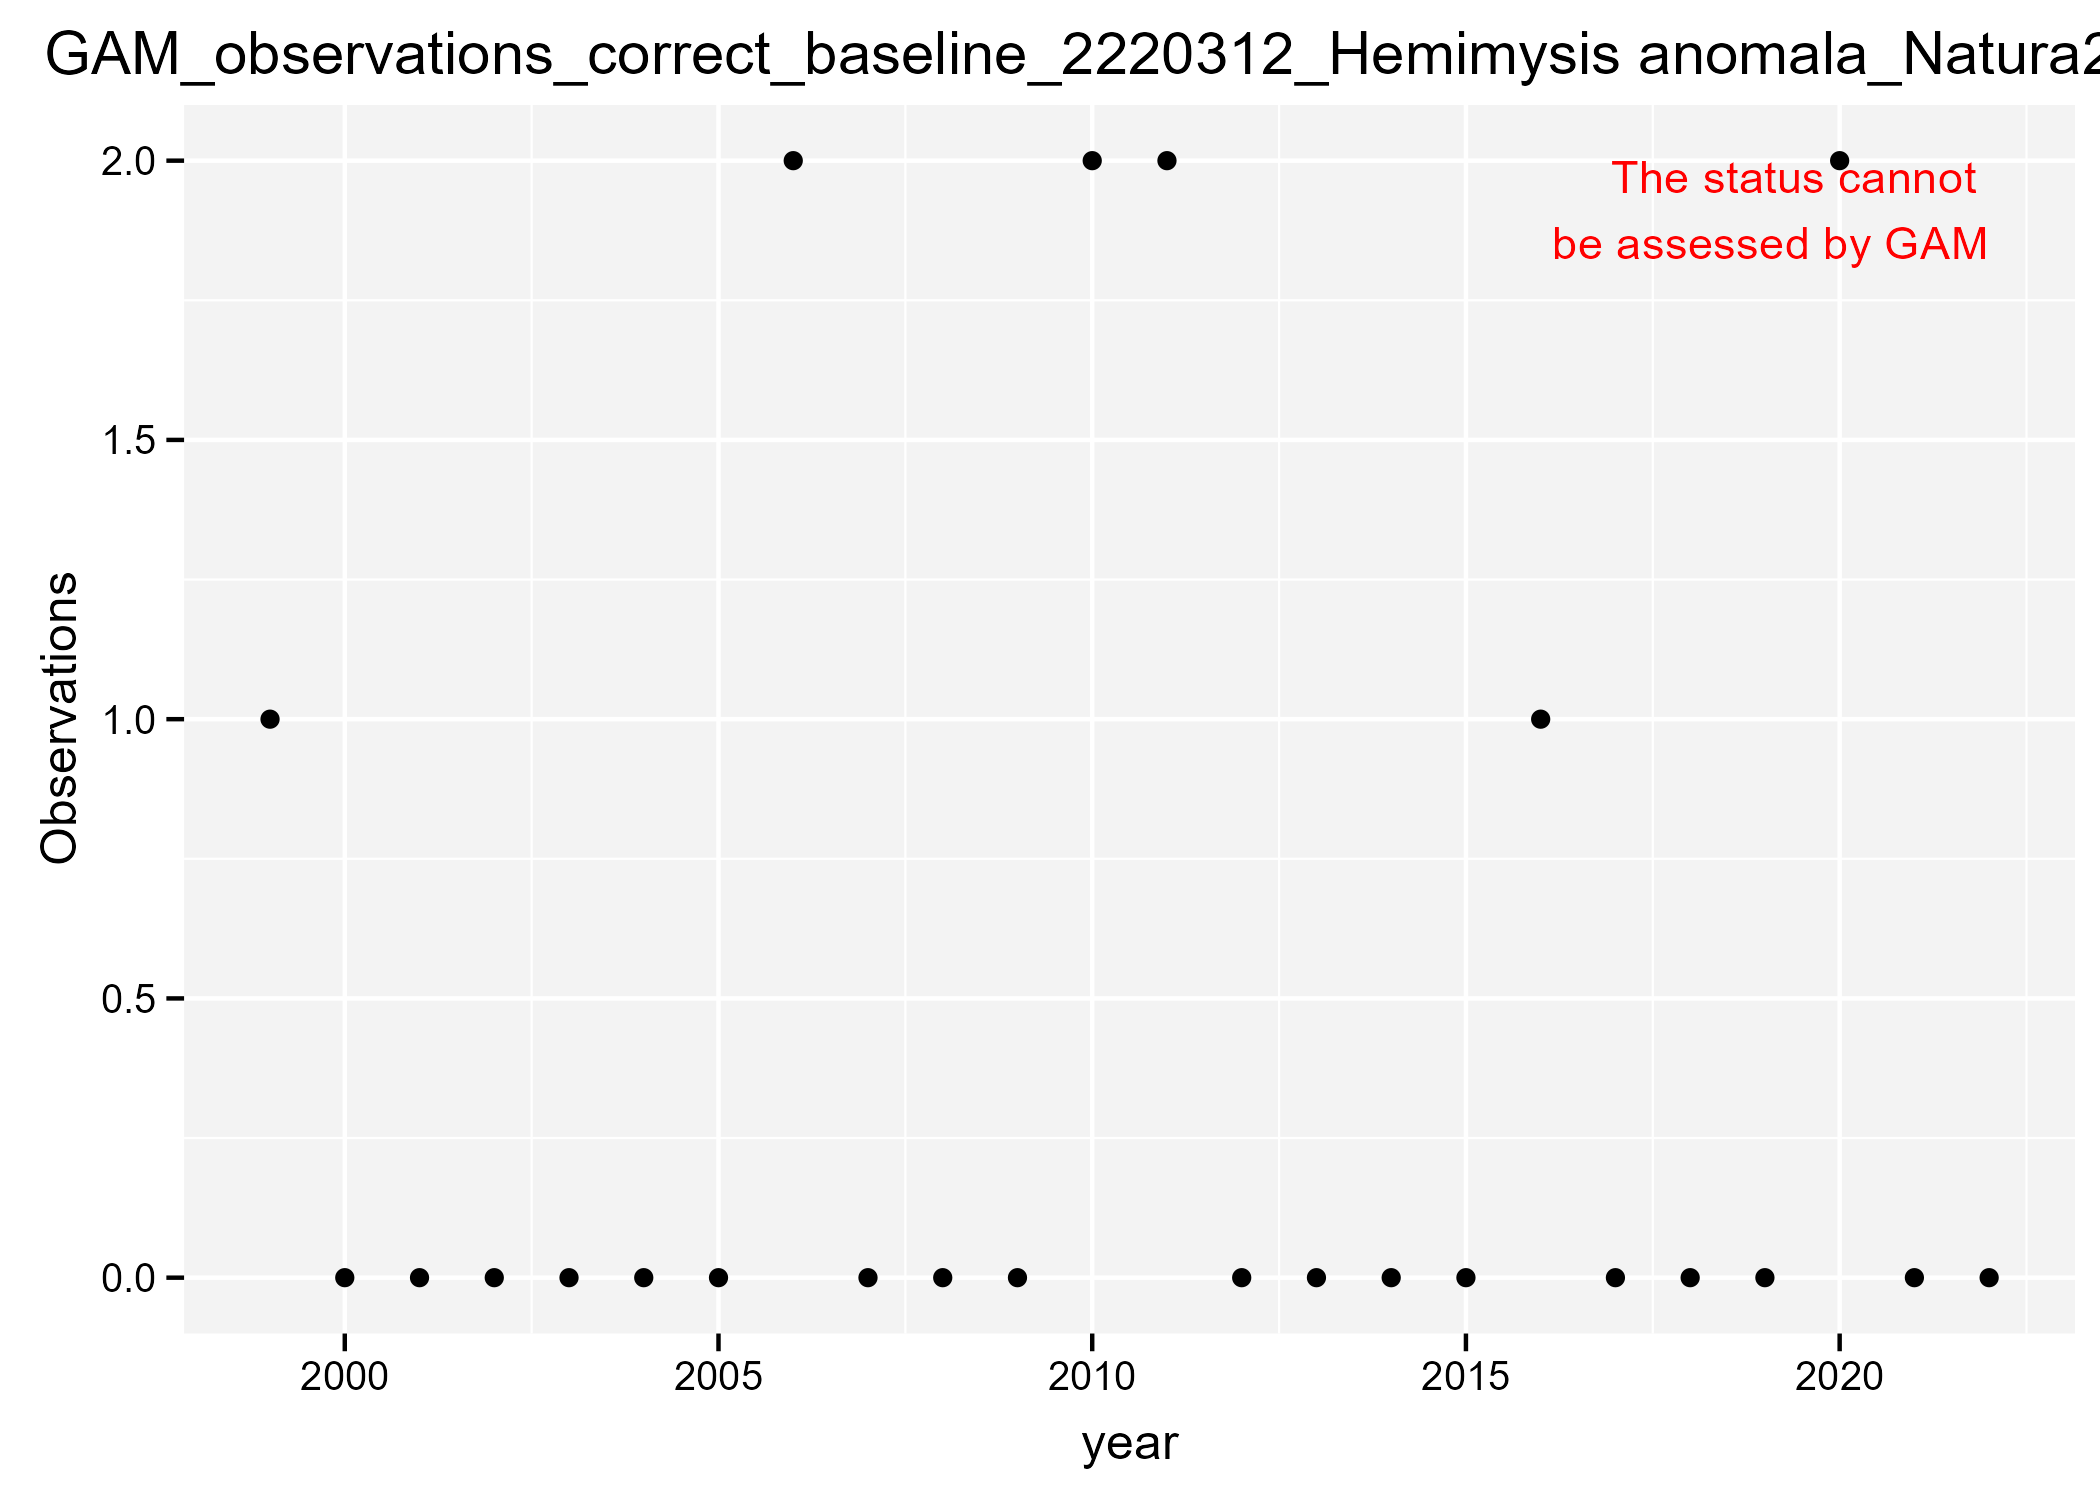 GAM_observations_correct_baseline_2220312_Hemimysis anomala_Natura2
2.0
The status cannot
be assessed by GAM
1.5
1.0
0.5
0.0
Observations
2000 2005 2010 2015 2020
year